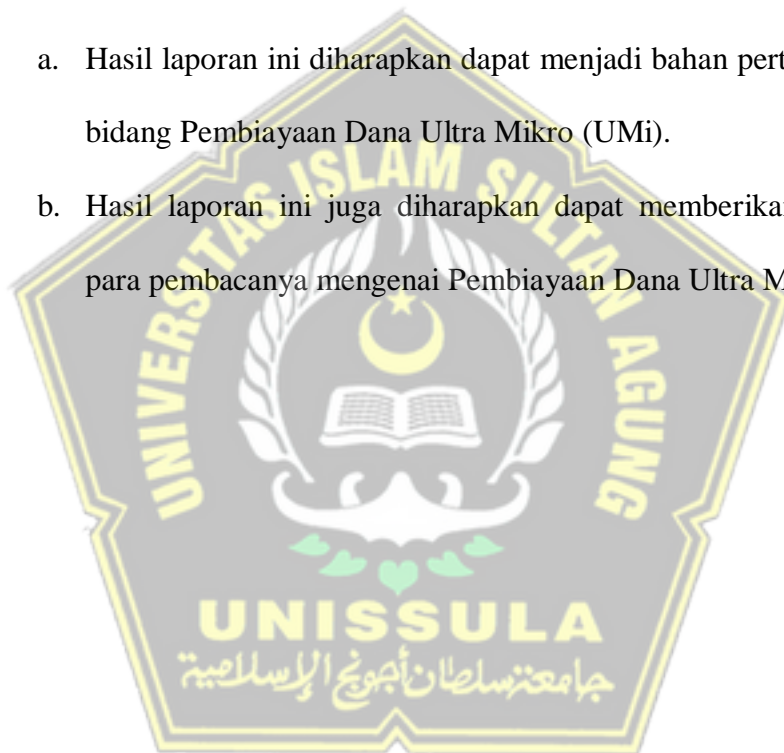 a. Hasil laporan ini diharapkan dapat menjadi bahan pert
bidang Pembiayaan Dana Ultra Mikro (UMi).
b. Hasil laporan ini juga diharapkan dapat memberika
para pembacanya mengenai Pembiayaan Dana Ultra M
UNIVERSITAS ISLAM SULTAN AGUNG
UNISSULA
جامعة سلطان أجونج الإسلامية